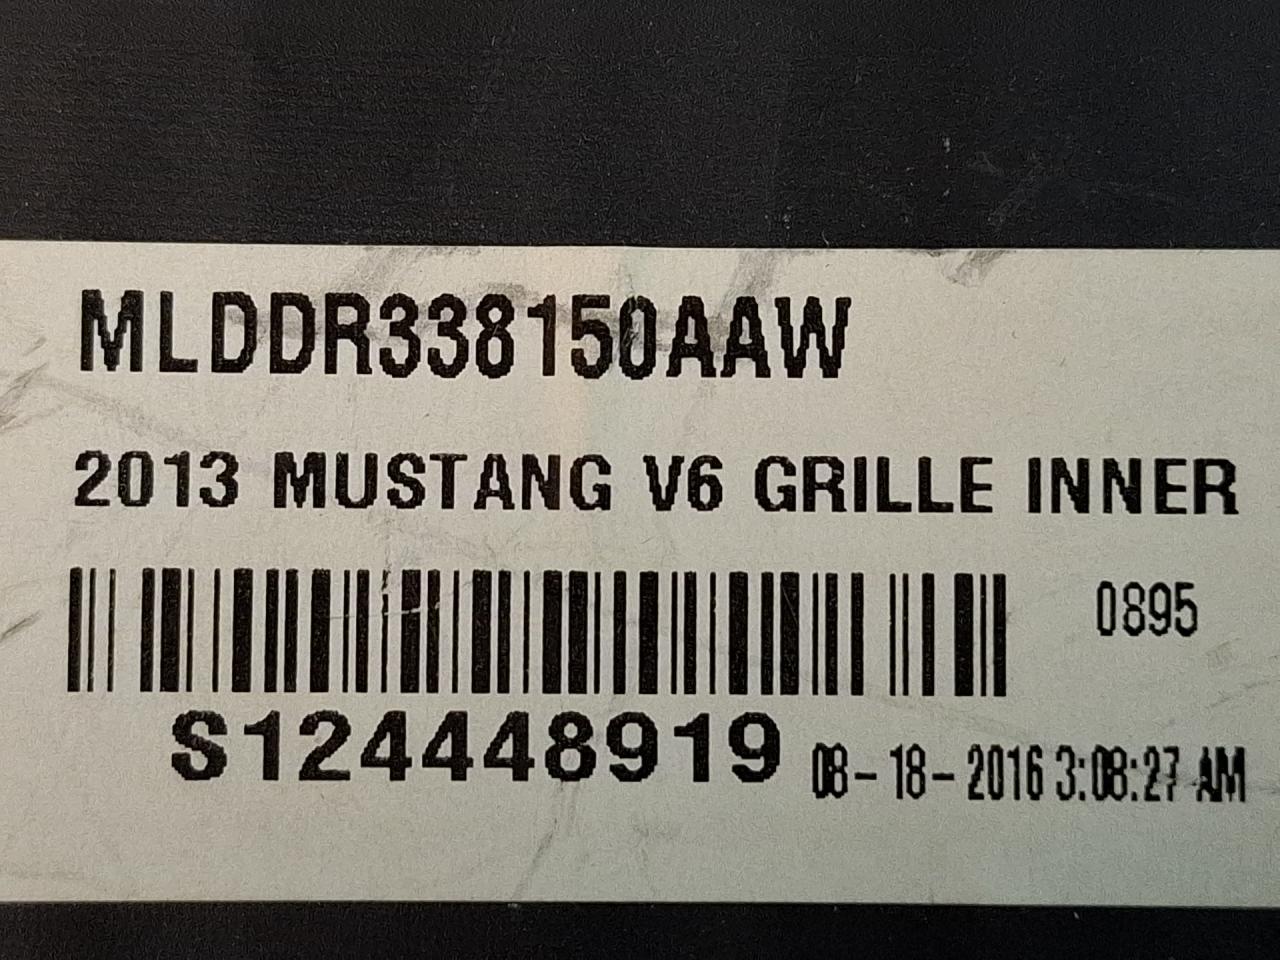 MLDDR338150AAW
2013 MUSTANG V6 GRILLE INNER
0895
S124448919 08-18-2016 3:08:27 AM